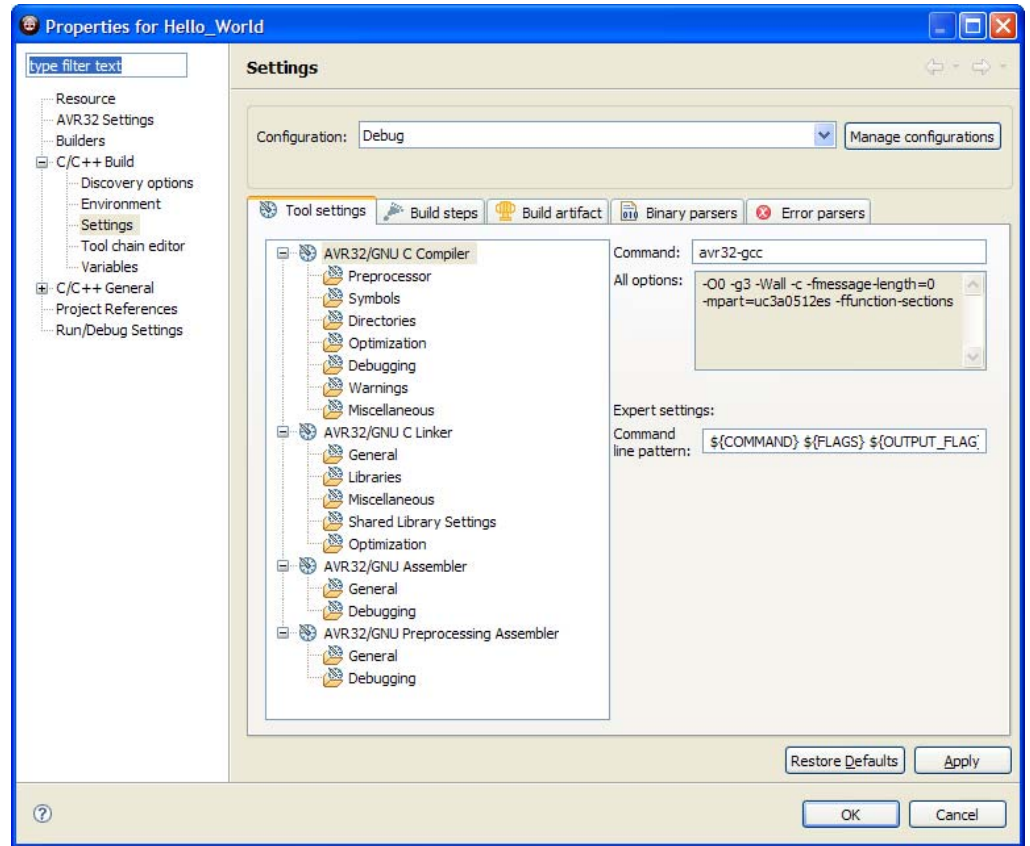 Properties for Hello_World
type filter text
Resource
AVR32 Settings
Builders
C/C++ Build
Discovery options
Environment
Settings
Tool chain editor
Variables
C/C++ General
Project References
Run/Debug Settings
Settings
Configuration: Debug Manage configurations
Tool settings Build steps Build artifact Binary parsers Error parsers
AVR32/GNU C Compiler
Preprocessor
Symbols
Directories
Optimization
Debugging
Warnings
Miscellaneous
AVR32/GNU C Linker
General
Libraries
Miscellaneous
Shared Library Settings
Optimization
AVR32/GNU Assembler
General
Debugging
AVR32/GNU Preprocessing Assembler
General
Debugging
Command: avr32-gcc
All options: -O0 -g3 -Wall -c -fmessage-length=0
-mpart=uc3a0512es -ffunction-sections
Expert settings:
Command
line pattern: ${COMMAND} ${FLAGS} ${OUTPUT_FLAG
Restore Defaults Apply
OK Cancel